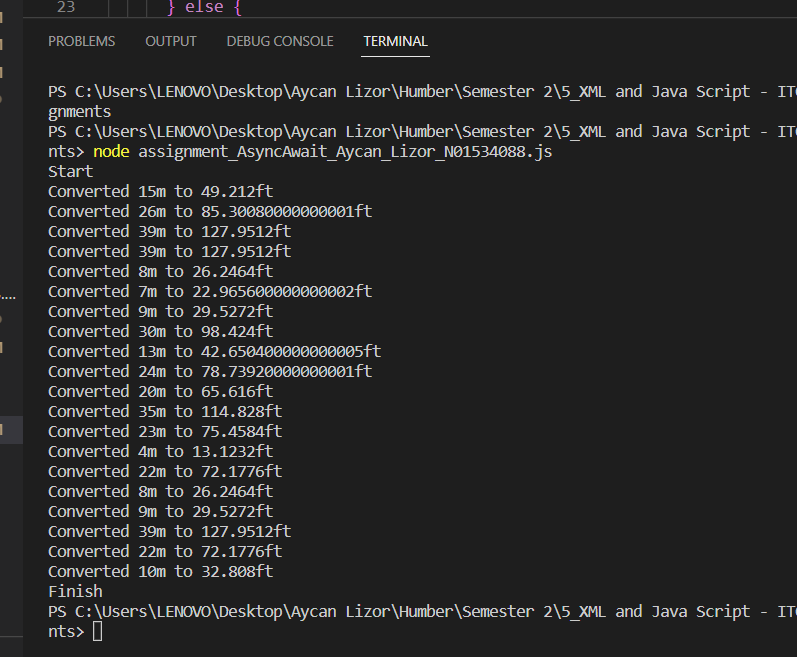 23 } else {
PROBLEMS OUTPUT DEBUG CONSOLE TERMINAL
PS C:\Users\LENOVO\Desktop\Aycan Lizor\Humber\Semester 2\5_XML and Java Script - ITC
gnments
PS C:\Users\LENOVO\Desktop\Aycan Lizor\Humber\Semester 2\5_XML and Java Script - ITC
nts> node assignment_AsyncAwait_Aycan_Lizor_N01534088.js
Start
Converted 15m to 49.212ft
Converted 26m to 85.30080000000001ft
Converted 39m to 127.9512ft
Converted 39m to 127.9512ft
Converted 8m to 26.2464ft
Converted 7m to 22.965600000000002ft
Converted 9m to 29.5272ft
Converted 30m to 98.424ft
Converted 13m to 42.650400000000005ft
Converted 24m to 78.73920000000001ft
Converted 20m to 65.616ft
Converted 35m to 114.828ft
Converted 23m to 75.4584ft
Converted 4m to 13.1232ft
Converted 22m to 72.1776ft
Converted 8m to 26.2464ft
Converted 9m to 29.5272ft
Converted 39m to 127.9512ft
Converted 22m to 72.1776ft
Converted 10m to 32.808ft
Finish
PS C:\Users\LENOVO\Desktop\Aycan Lizor\Humber\Semester 2\5_XML and Java Script - ITC
nts>